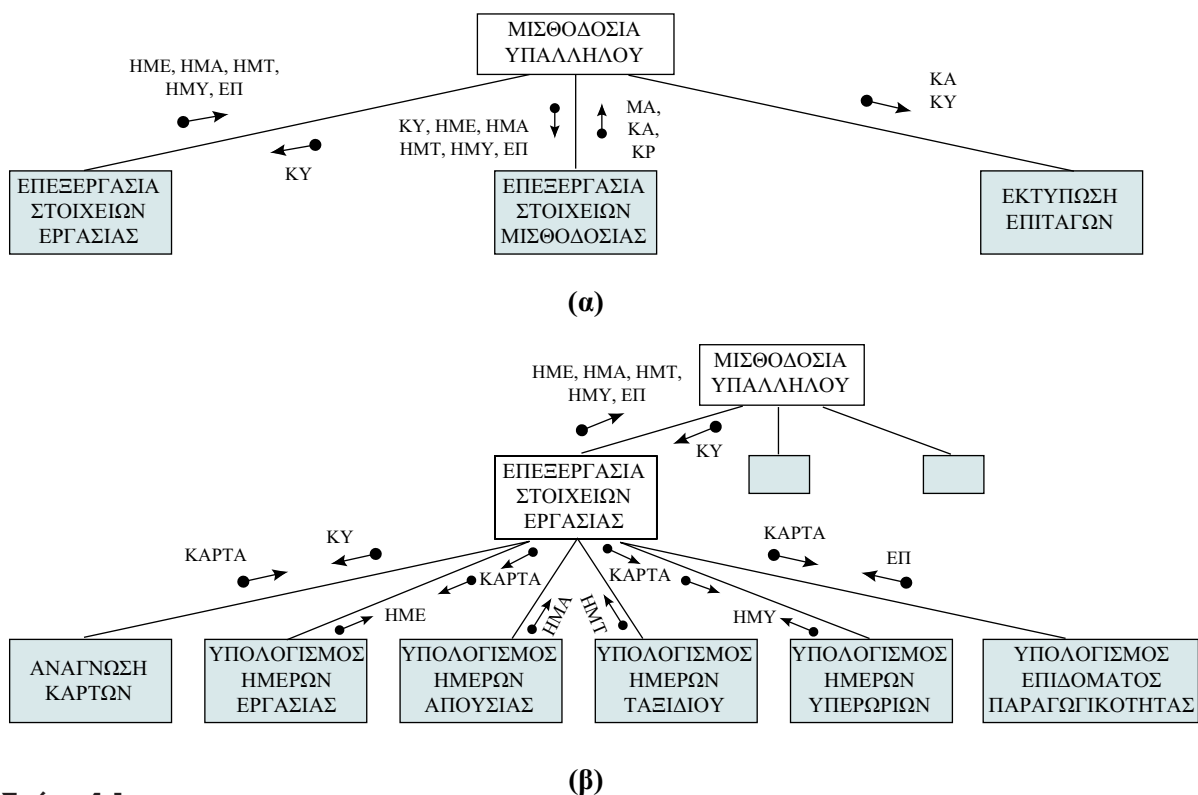 ΜΙΣΘΟΔΟΣΙΑ
ΥΠΑΛΛΗΛΟΥ
ΗΜΕ, ΗΜΑ, ΗΜΤ,
ΗΜΥ, ΕΠ
ΚΥ
ΚΥ, ΗΜΕ, ΗΜΑ
ΗΜΤ, ΗΜΥ, ΕΠ
ΜΑ,
ΚΑ,
ΚΡ
ΚΑ
ΚΥ
ΕΠΕΞΕΡΓΑΣΙΑ
ΣΤΟΙΧΕΙΩΝ
ΕΡΓΑΣΙΑΣ
ΕΠΕΞΕΡΓΑΣΙΑ
ΣΤΟΙΧΕΙΩΝ
ΜΙΣΘΟΔΟΣΙΑΣ
ΕΚΤΥΠΩΣΗ
ΕΠΙΤΑΓΩΝ
(α)
ΜΙΣΘΟΔΟΣΙΑ
ΥΠΑΛΛΗΛΟΥ
ΗΜΕ, ΗΜΑ, ΗΜΤ,
ΗΜΥ, ΕΠ
ΚΥ
ΕΠΕΞΕΡΓΑΣΙΑ
ΣΤΟΙΧΕΙΩΝ
ΕΡΓΑΣΙΑΣ
ΚΑΡΤΑ
ΚΥ
ΚΑΡΤΑ
ΗΜΕ
ΗΜΑ
ΗΜΤ
ΚΑΡΤΑ
ΗΜΥ
ΚΑΡΤΑ
ΕΠ
ΑΝΑΓΝΩΣΗ
ΚΑΡΤΩΝ
ΥΠΟΛΟΓΙΣΜΟΣ
ΗΜΕΡΩΝ
ΕΡΓΑΣΙΑΣ
ΥΠΟΛΟΓΙΣΜΟΣ
ΗΜΕΡΩΝ
ΑΠΟΥΣΙΑΣ
ΥΠΟΛΟΓΙΣΜΟΣ
ΗΜΕΡΩΝ
ΤΑΞΙΔΙΟΥ
ΥΠΟΛΟΓΙΣΜΟΣ
ΗΜΕΡΩΝ
ΥΠΕΡΩΡΙΩΝ
ΥΠΟΛΟΓΙΣΜΟΣ
ΕΠΙΔΟΜΑΤΟΣ
ΠΑΡΑΓΩΓΙΚΟΤΗΤΑΣ
(β)